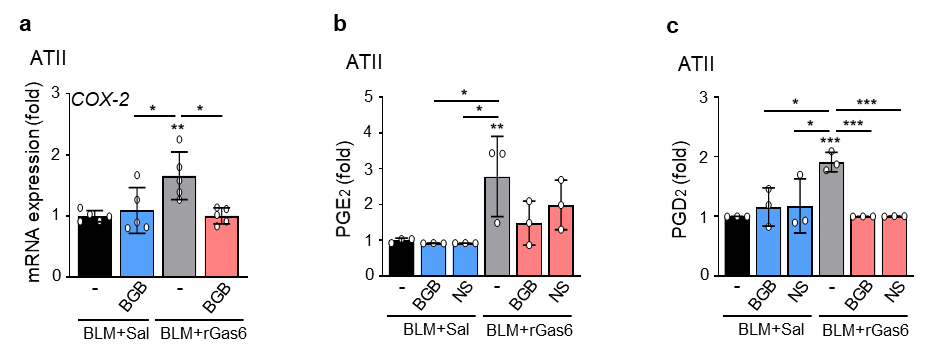 a
ATII
COX-2
mRNA expression (fold)
3
2
1
0
*
*
**
-
BGB
-
BGB
BLM+Sal
BLM+rGas6
b
ATII
PGE2 (fold)
5
4
3
2
1
0
*
*
**
-
BGB
NS
-
BGB
NS
BLM+Sal
BLM+rGas6
c
ATII
PGD2 (fold)
3
2
1
0
*
***
*
***
***
-
BGB
NS
-
BGB
NS
BLM+Sal
BLM+rGas6